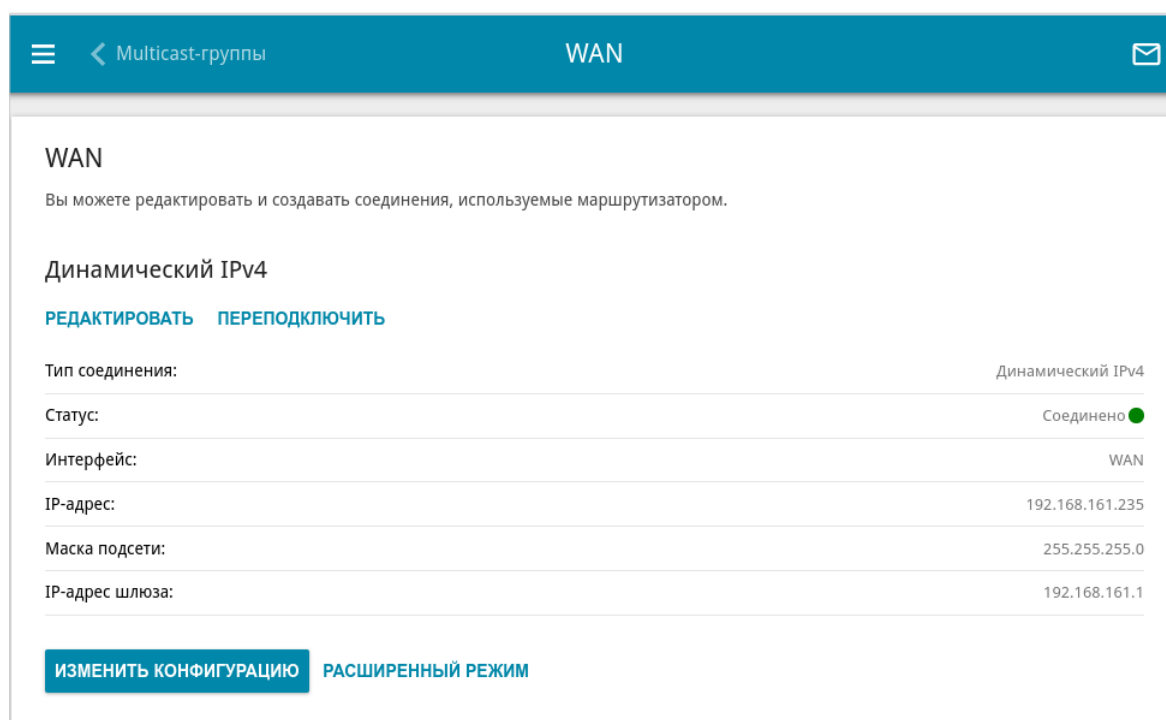 Multicast-группы
WAN
WAN
Вы можете редактировать и создавать соединения, используемые маршрутизатором.
Динамический IPv4
РЕДАКТИРОВАТЬ ПЕРЕПОДКЛЮЧИТЬ
Тип соединения: Динамический IPv4
Статус: Соединено
Интерфейс: WAN
IP-адрес: 192.168.161.235
Маска подсети: 255.255.255.0
IP-адрес шлюза: 192.168.161.1
ИЗМЕНИТЬ КОНФИГУРАЦИЮ РАСШИРЕННЫЙ РЕЖИМ